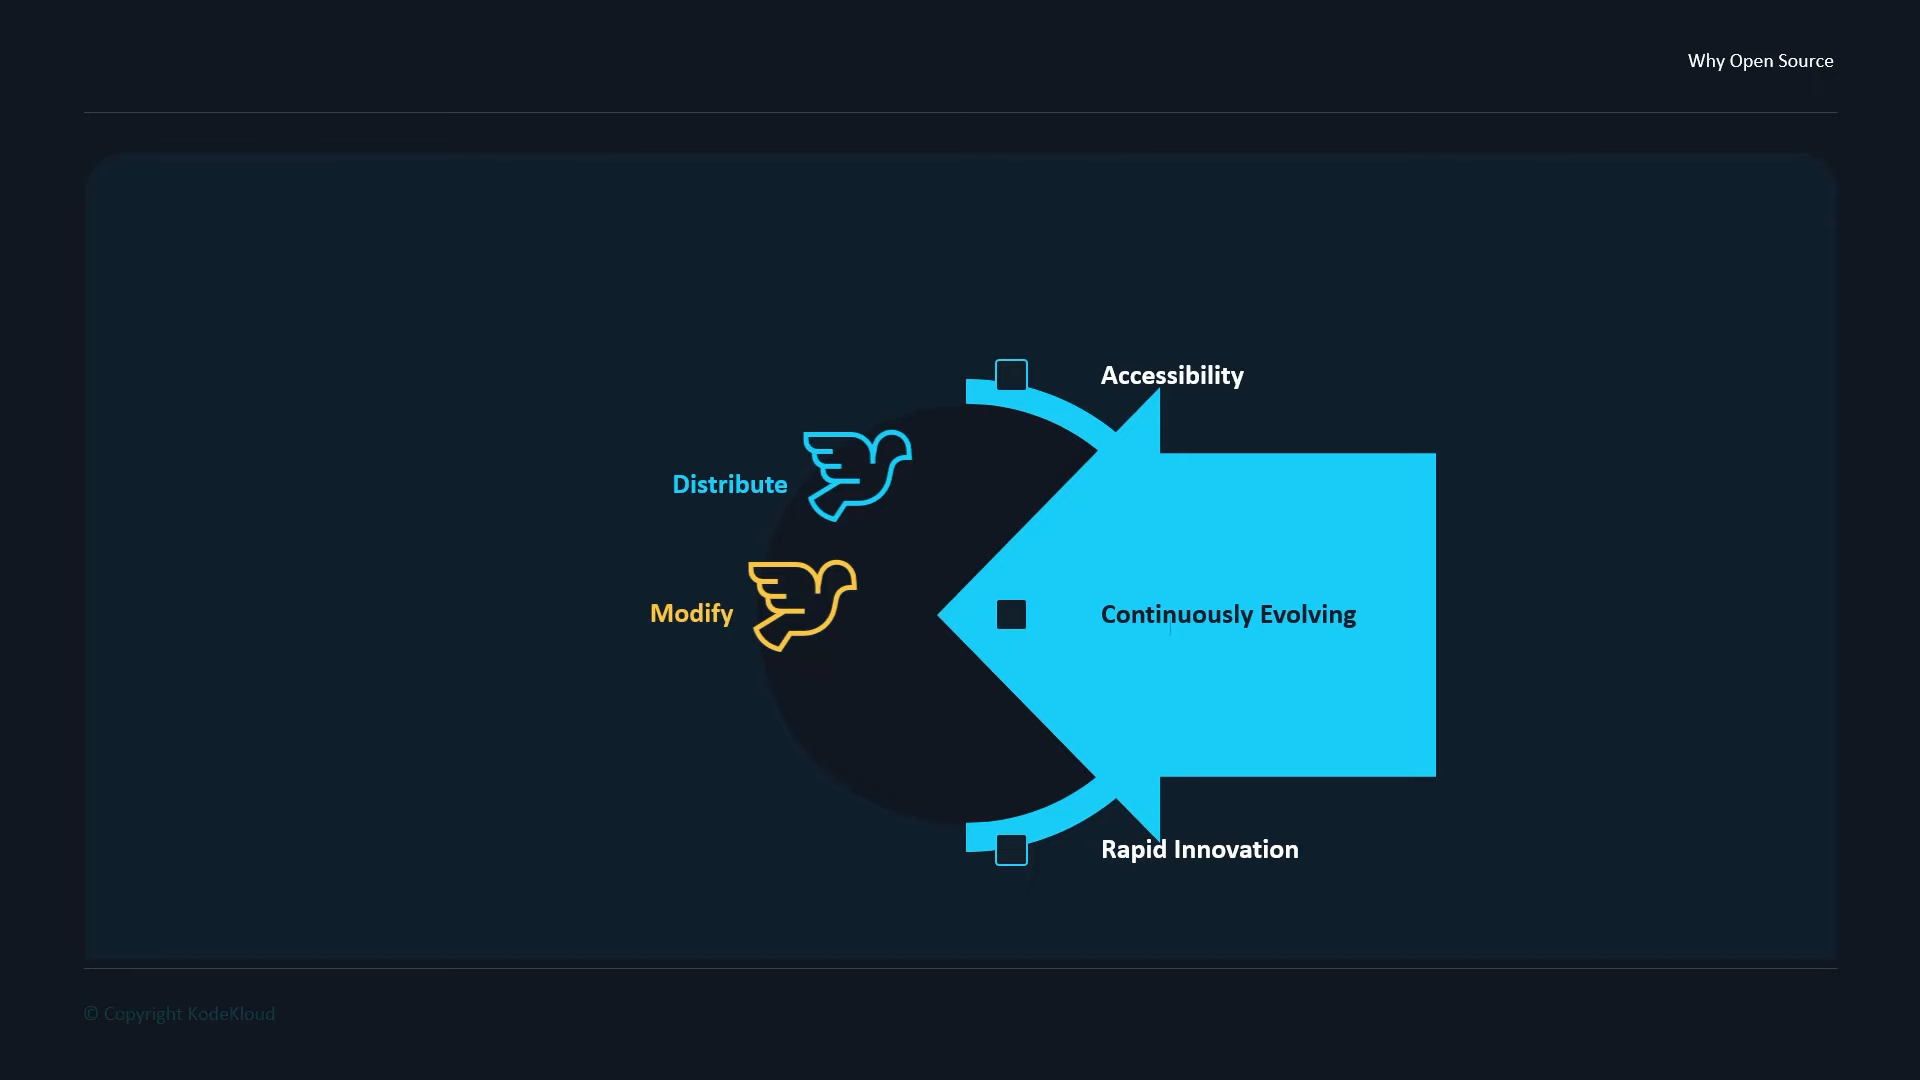 Why Open Source
Accessibility
Distribute
Modify
Continuously Evolving
Rapid Innovation
© Copyright KodeKloud